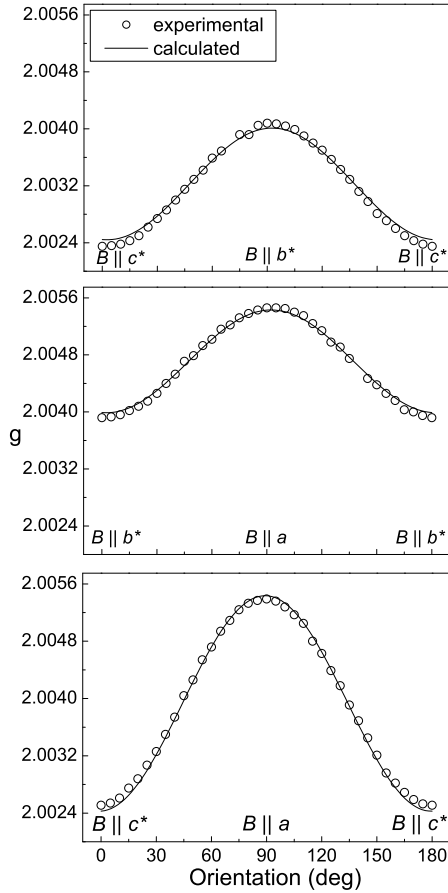 2.0056
2.0048
2.0040
2.0032
2.0024
experimental
calculated
B || c* B || b* B || c*
2.0056
2.0048
2.0040
2.0032
2.0024
g
B || b* B || a B || b*
2.0056
2.0048
2.0040
2.0032
2.0024
B || c* B || a B || c*
0 30 60 90 120 150 180
Orientation (deg)